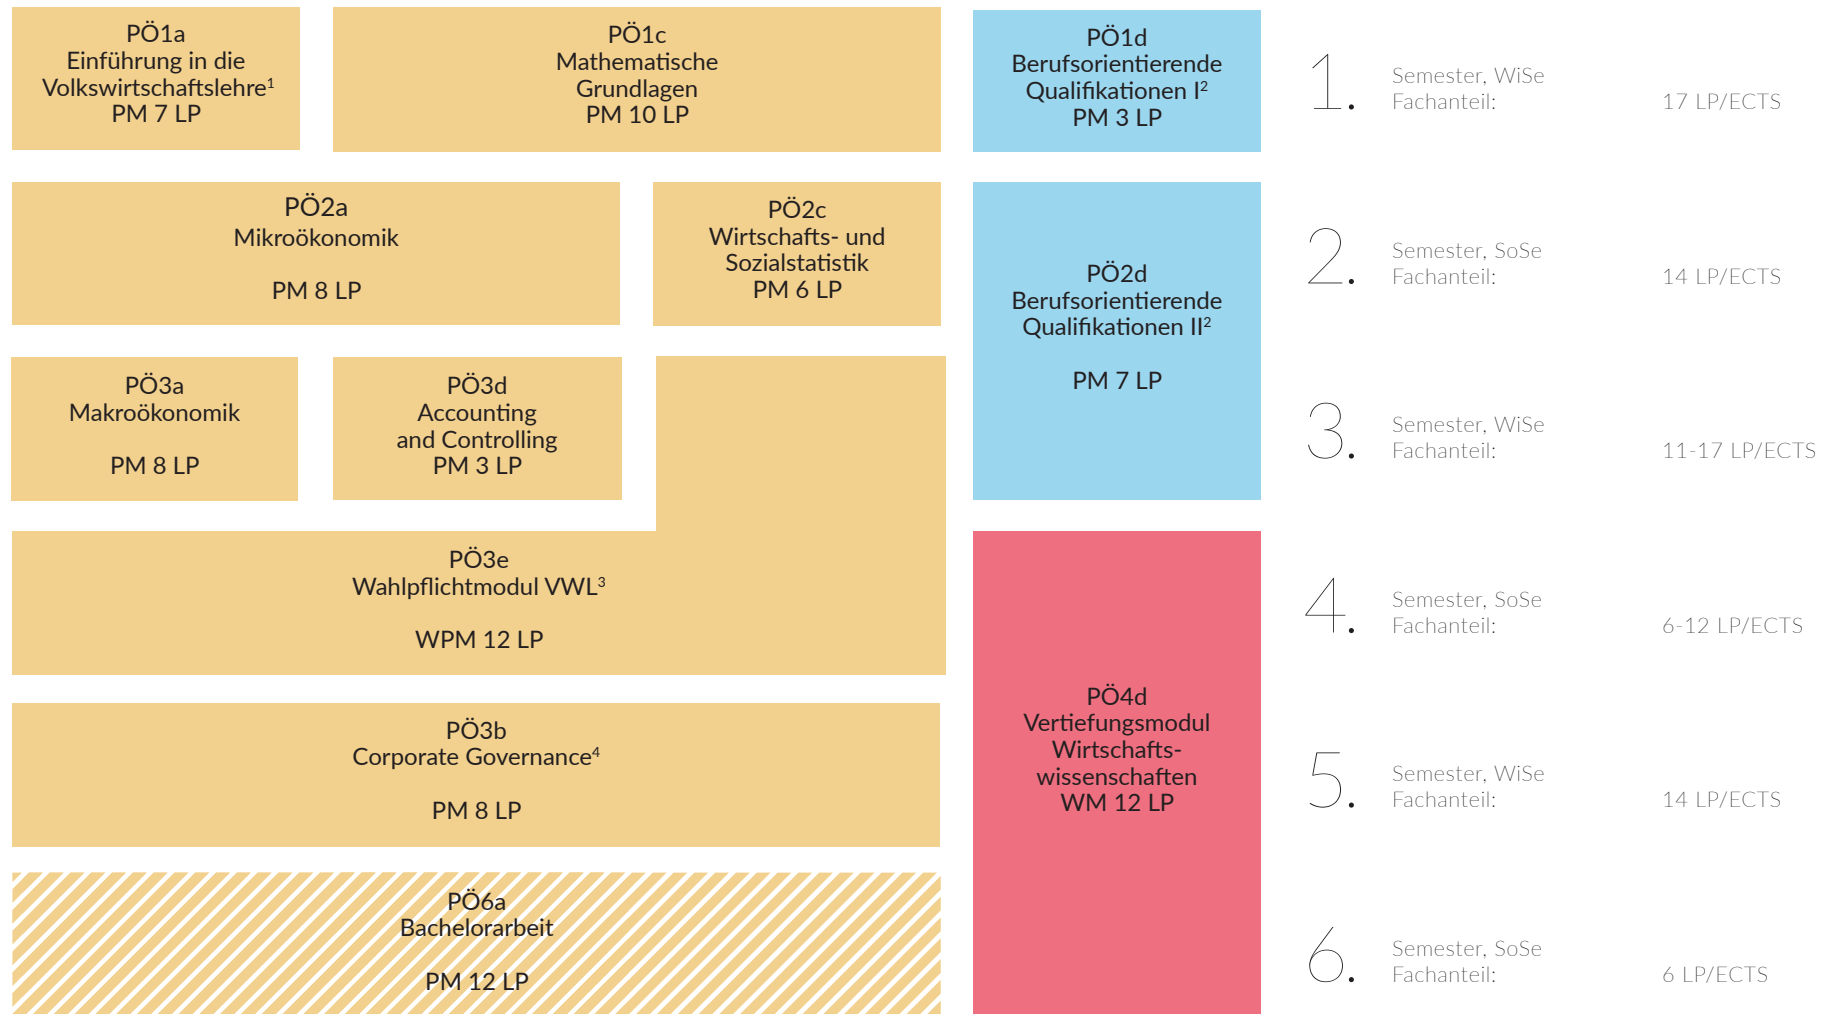 PÖ1a
Einführung in die
Volkswirtschaftslehre¹
PM 7 LP
PÖ1c
Mathematische
Grundlagen
PM 10 LP
PÖ1d
Berufsorientierende
Qualifikationen I²
PM 3 LP
1.
Semester, WiSe
Fachanteil: 17 LP/ECTS
PÖ2a
Mikroökonomik
PM 8 LP
PÖ2c
Wirtschafts- und
Sozialstatistik
PM 6 LP
PÖ2d
Berufsorientierende
Qualifikationen II²
PM 7 LP
2.
Semester, SoSe
Fachanteil: 14 LP/ECTS
PÖ3a
Makroökonomik
PM 8 LP
PÖ3d
Accounting
and Controlling
PM 3 LP
3.
Semester, WiSe
Fachanteil: 11-17 LP/ECTS
PÖ3e
Wahlpflichtmodul VWL³
WPM 12 LP
4.
Semester, SoSe
Fachanteil: 6-12 LP/ECTS
PÖ4d
Vertiefungsmodul
Wirtschafts-
wissenschaften
WM 12 LP
PÖ3b
Corporate Governance⁴
PM 8 LP
5.
Semester, WiSe
Fachanteil: 14 LP/ECTS
PÖ6a
Bachelorarbeit
PM 12 LP
6.
Semester, SoSe
Fachanteil: 6 LP/ECTS